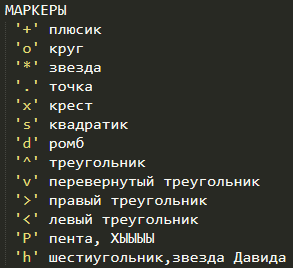 МАРКЕРЫ
'+' плюсик
'o' круг
'*' звезда
'.' точка
'x' крест
's' квадратик
'd' ромб
'^' треугольник
'v' перевернутый треугольник
'>' правый треугольник
'<' левый треугольник
'P' пента, ХЫЫЫЫ
'h' шестиугольник,звезда Давида